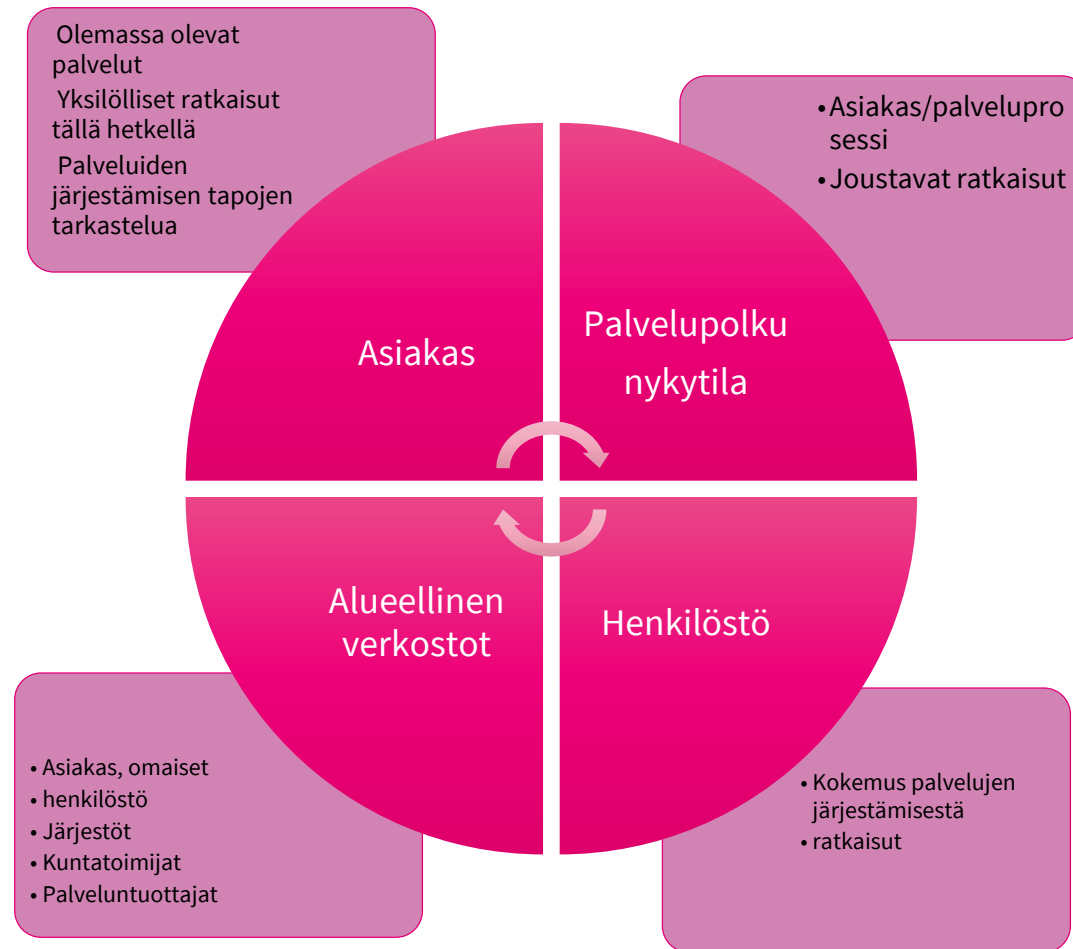 Olemassa olevat
palvelut
Yksilölliset ratkaisut
tällä hetkellä
Palveluiden
järjestämisen tapojen
tarkastelua
•Asiakas/palvelupro
sessi
•Joustavat ratkaisut
Asiakas
Palvelupolku
nykytila
Alueellinen
verkostot
Henkilöstö
• Asiakas, omaiset
• henkilöstö
• Järjestöt
• Kuntatoimijat
• Palveluntuottajat
• Kokemus palvelujen
järjestämisestä
• ratkaisut